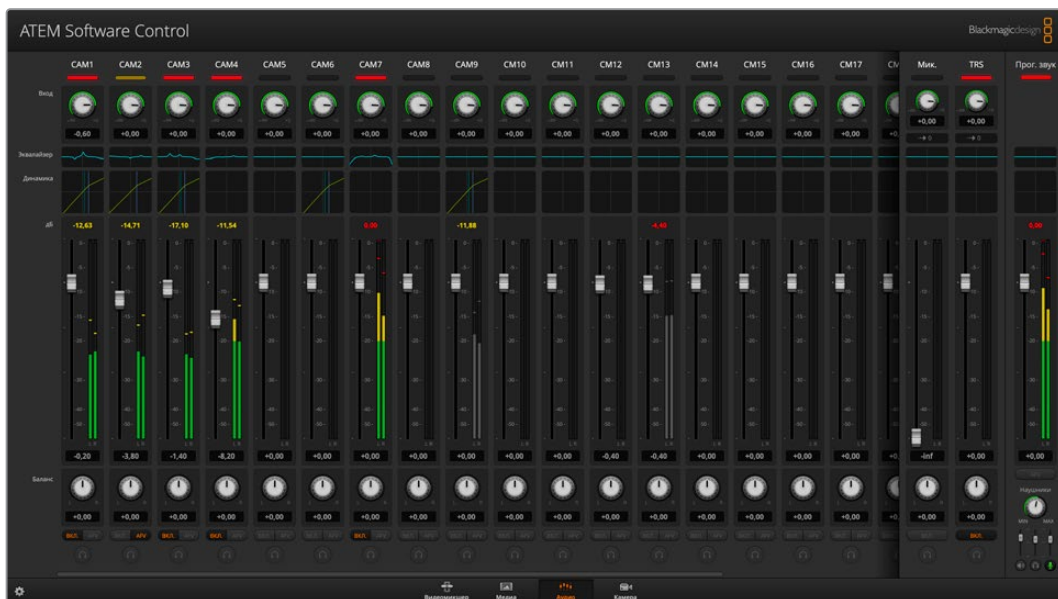 ATEM Software Control
Blackmagicdesign
CAM1 CAM2 CAM3 CAM4 CAM5 CAM6 CAM7 CAM8 CAM9 CM10 CM11 CM12 CM13 CM14 CM15 CM16 CM17 Мик. TRS Прог. звук
Вход
-0,60 +0,00 +0,00 +0,00 +0,00 +0,00 +0,00 +0,00 +0,00 +0,00 +0,00 +0,00 +0,00 +0,00 +0,00 +0,00 +0,00 +0,00 +0,00
Эквалайзер
Динамика
дБ
-12,63 -14,71 -17,10 -11,54 0,00 -11,88 -4,40 0,00
-0,20 -3,80 -1,40 -8,20 +0,00 +0,00 +0,00 +0,00 +0,00 +0,00 +0,00 -0,40 -0,40 +0,00 +0,00 +0,00 +0,00 -inf +0,00 +0,00
Баланс
+0,00 +0,00 +0,00 +0,00 +0,00 +0,00 +0,00 +0,00 +0,00 +0,00 +0,00 +0,00 +0,00 +0,00 +0,00 +0,00 +0,00 +0,00 +0,00
Наушники
MIN MAX
ВКЛ. AFV ВКЛ. ВКЛ. ВКЛ. ВКЛ.
Видеомикшер Медиа Аудио Камера